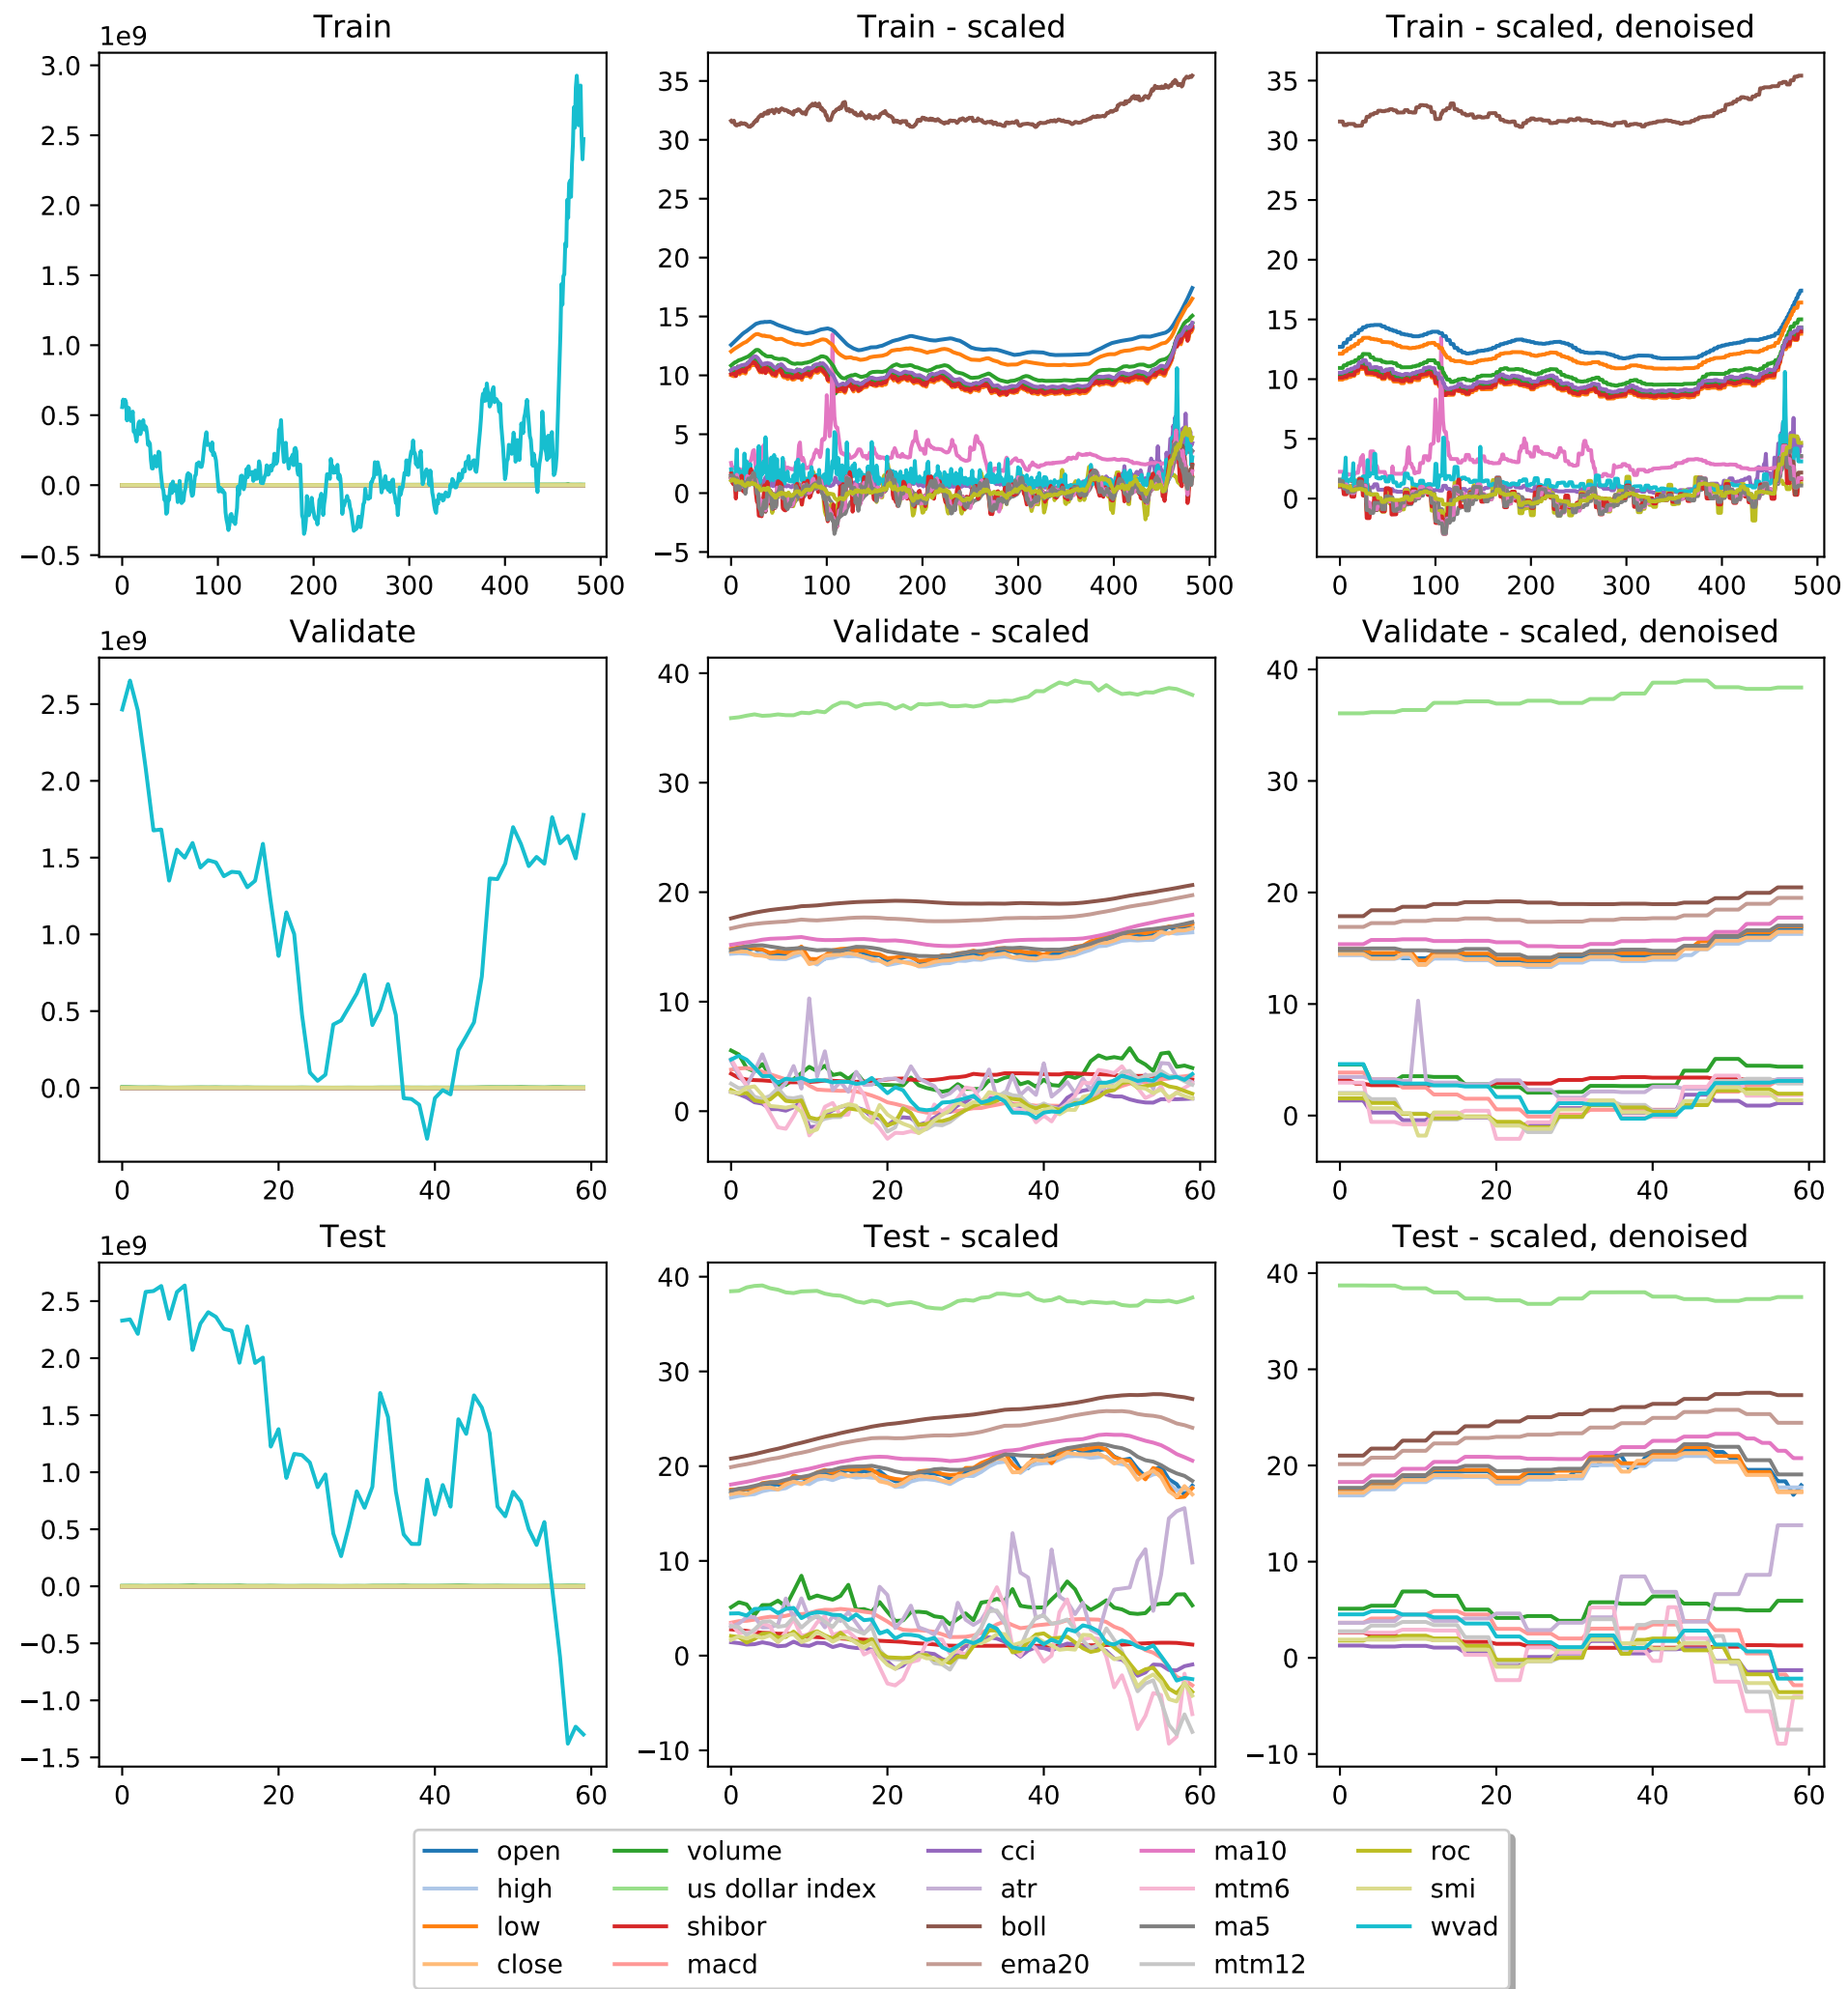 Train
Train - scaled
Train - scaled, denoised
1e9
3.0
2.5
2.0
1.5
1.0
0.5
0.0
−0.5
0 100 200 300 400 500
35
30
25
20
15
10
5
0
−5
0 100 200 300 400 500
35
30
25
20
15
10
5
0
0 100 200 300 400 500
Validate
Validate - scaled
Validate - scaled, denoised
1e9
2.5
2.0
1.5
1.0
0.5
0.0
0 20 40 60
40
30
20
10
0
0 20 40 60
40
30
20
10
0
0 20 40 60
Test
Test - scaled
Test - scaled, denoised
1e9
2.5
2.0
1.5
1.0
0.5
0.0
−0.5
−1.0
−1.5
0 20 40 60
40
30
20
10
0
−10
0 20 40 60
40
30
20
10
0
−10
0 20 40 60
open
high
low
close
volume
us dollar index
shibor
macd
cci
atr
boll
ema20
ma10
mtm6
ma5
mtm12
roc
smi
wvad